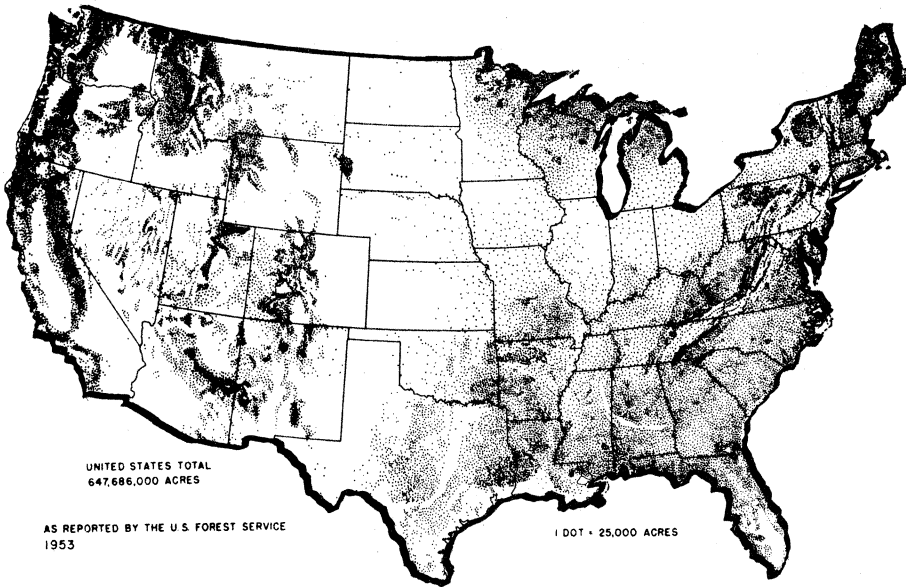 UNITED STATES TOTAL
647,686,000 ACRES
AS REPORTED BY THE U.S. FOREST SERVICE
1953
1 DOT = 25,000 ACRES